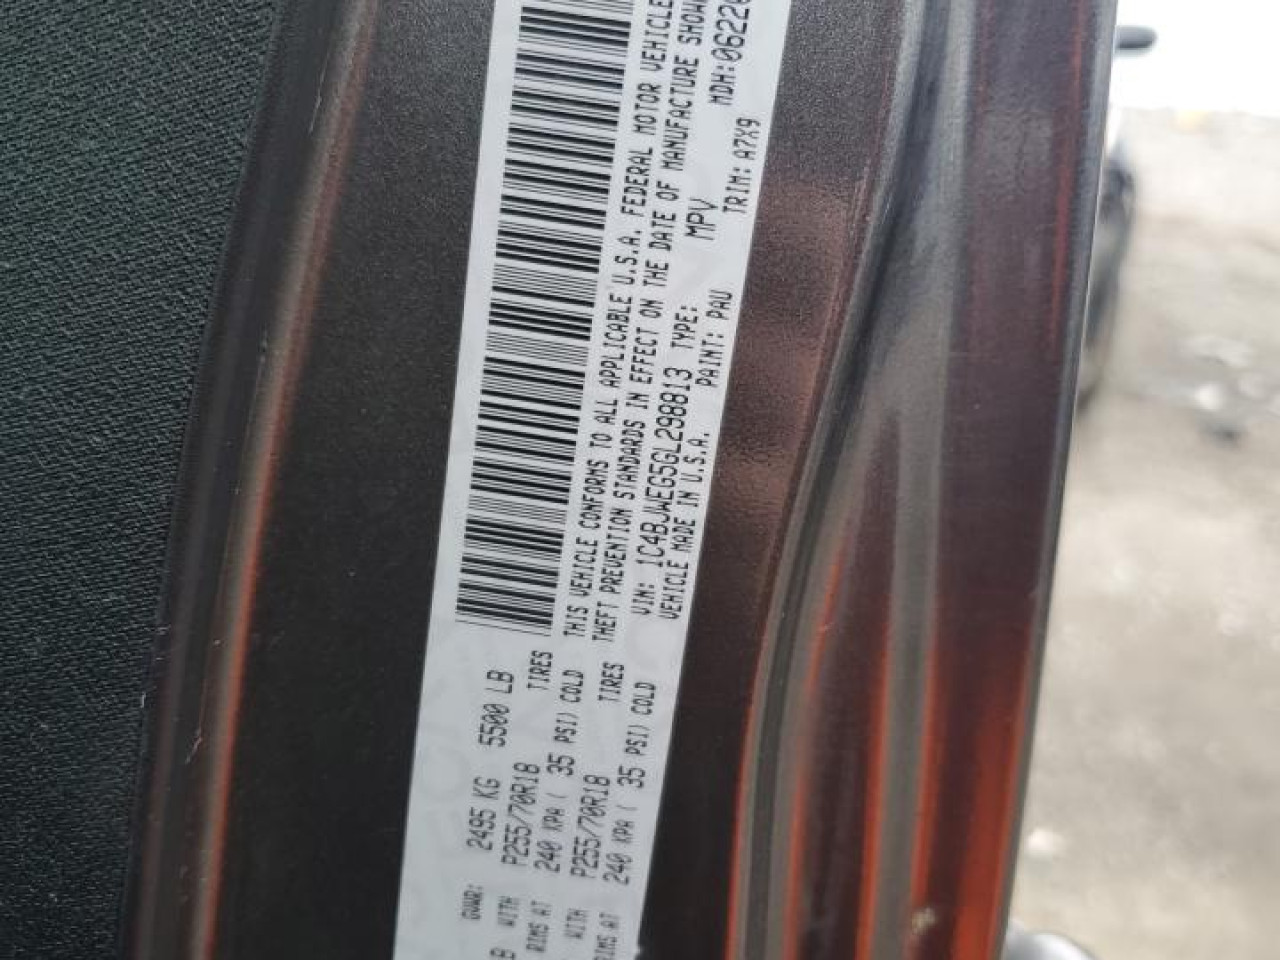 GVWR: 2495 KG 5500 LB
B WITH P255/70R18 TIRES
RIMS AT 240 KPA ( 35 PSI) COLD
WITH P255/70R18 TIRES
RIMS AT 240 KPA ( 35 PSI) COLD
THIS VEHICLE CONFORMS TO ALL APPLICABLE U.S.A. FEDERAL MOTOR VEHICLE
THEFT PREVENTION STANDARDS IN EFFECT ON THE DATE OF MANUFACTURE SHOW
VIN: 1C4BJWEG5GL298813 TYPE: MPV MDH:06220
VEHICLE MADE IN U.S.A. PAINT: PAU TRIM: A7X9